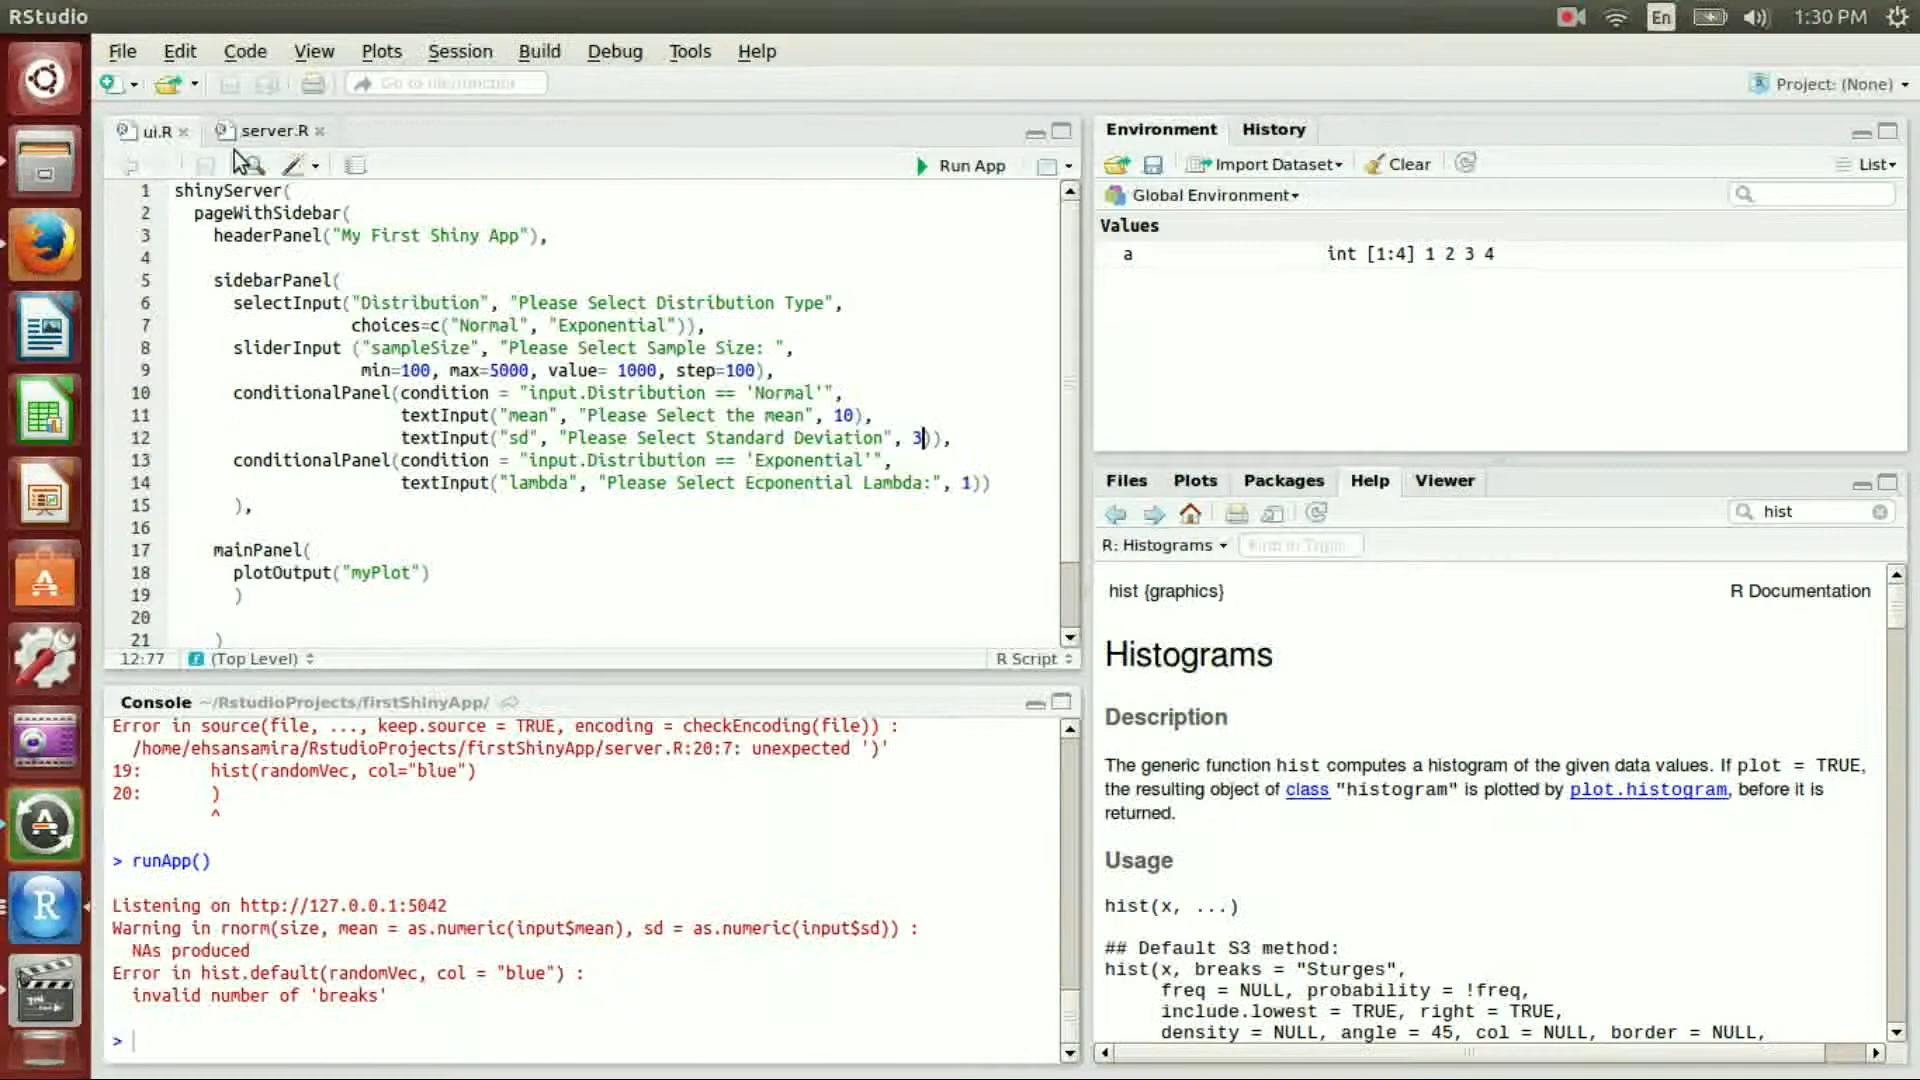 RStudio
En
1:30 PM
File Edit Code View Plots Session Build Debug Tools Help
Go to file/function
Project: (None)
ui.R
server.R
Run App
1 shinyServer(
2 pageWithSidebar(
3 headerPanel("My First Shiny App"),
4
5 sidebarPanel(
6 selectInput("Distribution", "Please Select Distribution Type",
7 choices=c("Normal", "Exponential")),
8 sliderInput ("sampleSize", "Please Select Sample Size: ",
9 min=100, max=5000, value= 1000, step=100),
10 conditionalPanel(condition = "input.Distribution == 'Normal'",
11 textInput("mean", "Please Select the mean", 10),
12 textInput("sd", "Please Select Standard Deviation", 3)),
13 conditionalPanel(condition = "input.Distribution == 'Exponential'",
14 textInput("lambda", "Please Select Ecponential Lambda:", 1))
15 ),
16
17 mainPanel(
18 plotOutput("myPlot")
19 )
20
21 )
12:77 (Top Level) R Script
Console ~/RstudioProjects/firstShinyApp/
Error in source(file, ..., keep.source = TRUE, encoding = checkEncoding(file)) :
/home/ehsansamira/RstudioProjects/firstShinyApp/server.R:20:7: unexpected ')'
19: hist(randomVec, col="blue")
20: )
^
> runApp()
Listening on http://127.0.0.1:5042
Warning in rnorm(size, mean = as.numeric(input$mean), sd = as.numeric(input$sd)) :
NAs produced
Error in hist.default(randomVec, col = "blue") :
invalid number of 'breaks'
>
Environment History
Import Dataset Clear List
Global Environment
Values
a int [1:4] 1 2 3 4
Files Plots Packages Help Viewer
hist
R: Histograms Find in Topic
hist {graphics} R Documentation
Histograms
Description
The generic function hist computes a histogram of the given data values. If plot = TRUE,
the resulting object of class "histogram" is plotted by plot.histogram, before it is
returned.
Usage
hist(x, ...)
## Default S3 method:
hist(x, breaks = "Sturges",
freq = NULL, probability = !freq,
include.lowest = TRUE, right = TRUE,
density = NULL, angle = 45, col = NULL, border = NULL,